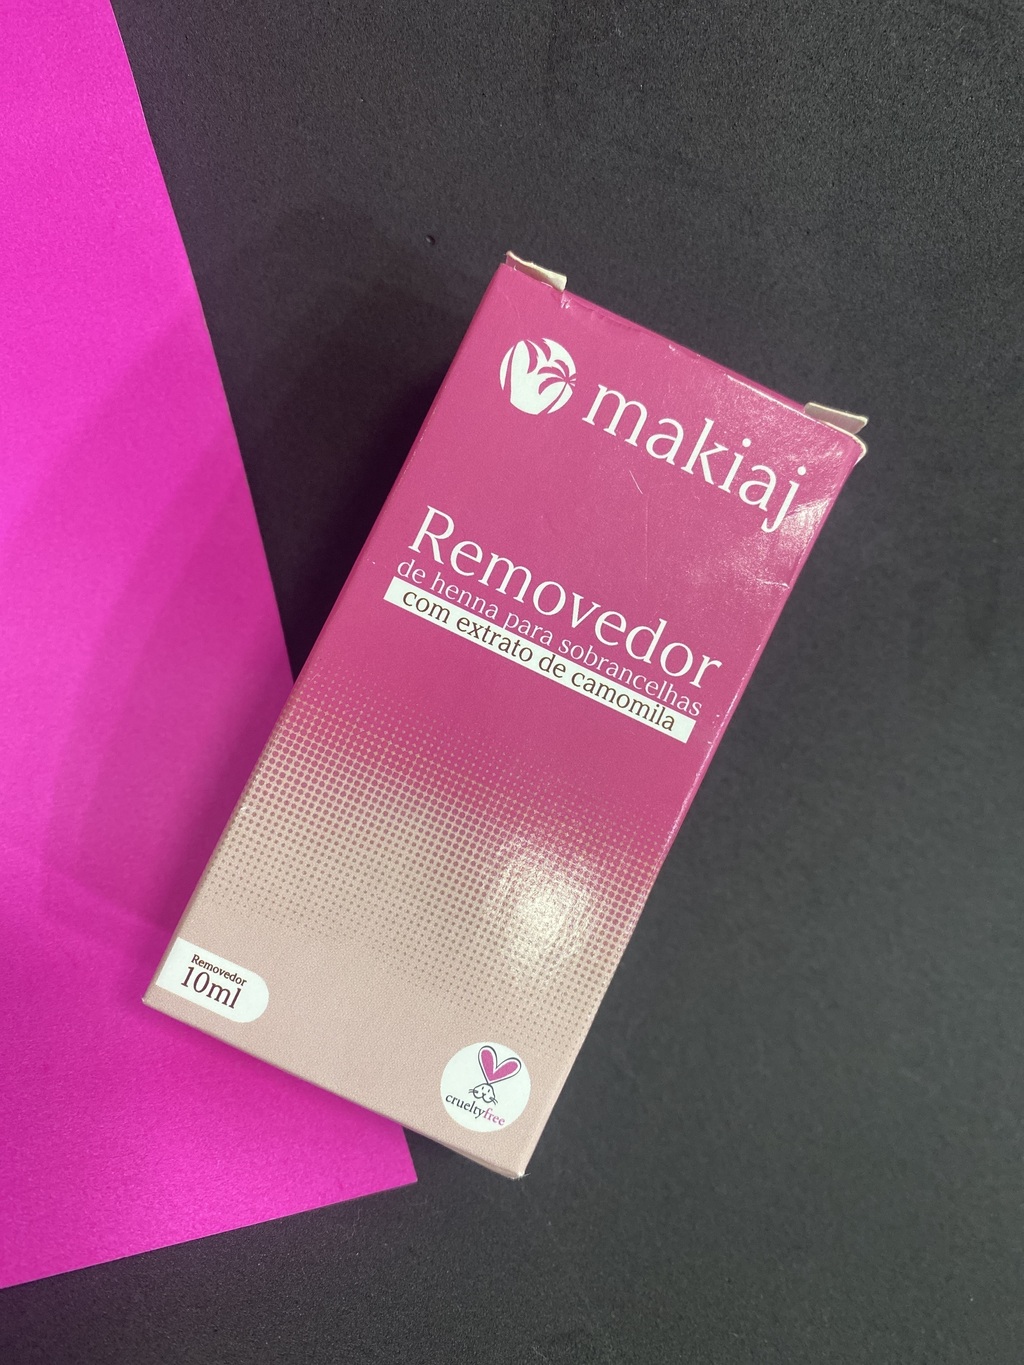 makiaj
Removedor
de henna para sobrancelhas
com extrato de camomila
Removedor
10ml
crueltyfree